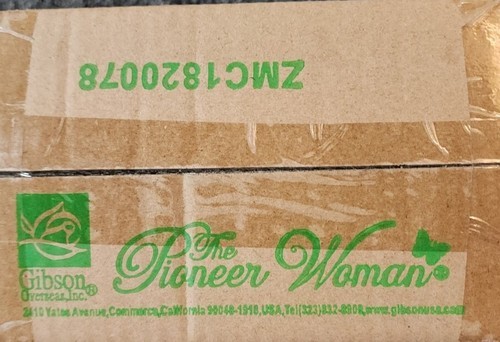 ZMC1820078
The
Pioneer Woman®
Gibson®
Overseas,Inc.
2410 Yates Avenue,Commerce,California 90040-1918,USA,Tel(323)832-8900,www.gibsonusa.com